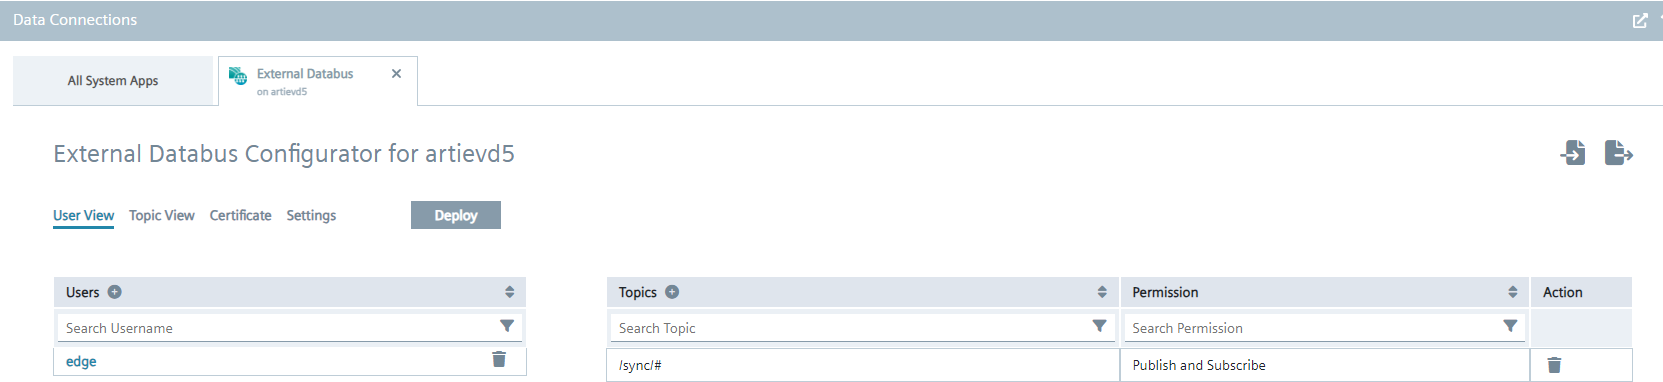 Data Connections
All System Apps
External Databus
on artievd5
External Databus Configurator for artievd5
User View Topic View Certificate Settings Deploy
Users Topics Permission Action
Search Username Search Topic Search Permission
edge /sync/# Publish and Subscribe